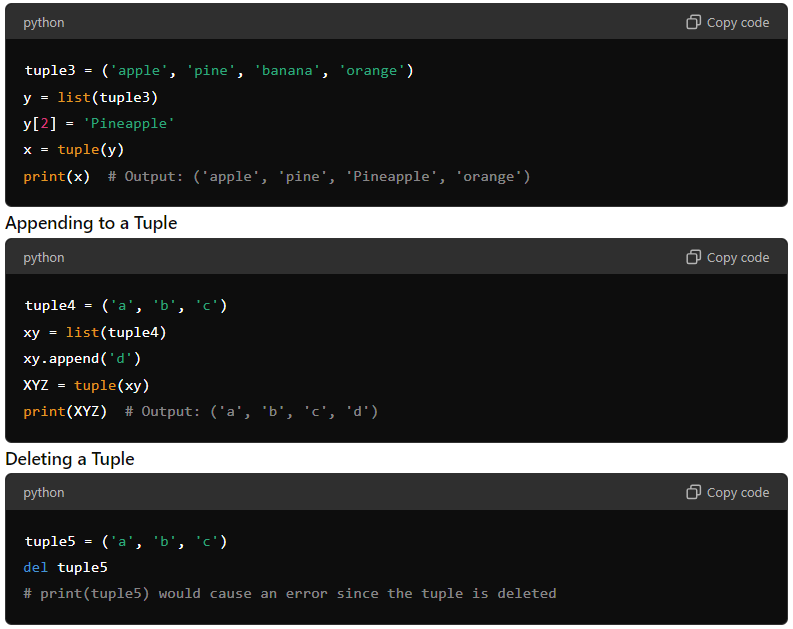 python Copy code
tuple3 = ('apple', 'pine', 'banana', 'orange')
y = list(tuple3)
y[2] = 'Pineapple'
x = tuple(y)
print(x)  # Output: ('apple', 'pine', 'Pineapple', 'orange')
Appending to a Tuple
python Copy code
tuple4 = ('a', 'b', 'c')
xy = list(tuple4)
xy.append('d')
XYZ = tuple(xy)
print(XYZ)  # Output: ('a', 'b', 'c', 'd')
Deleting a Tuple
python Copy code
tuple5 = ('a', 'b', 'c')
del tuple5
# print(tuple5) would cause an error since the tuple is deleted